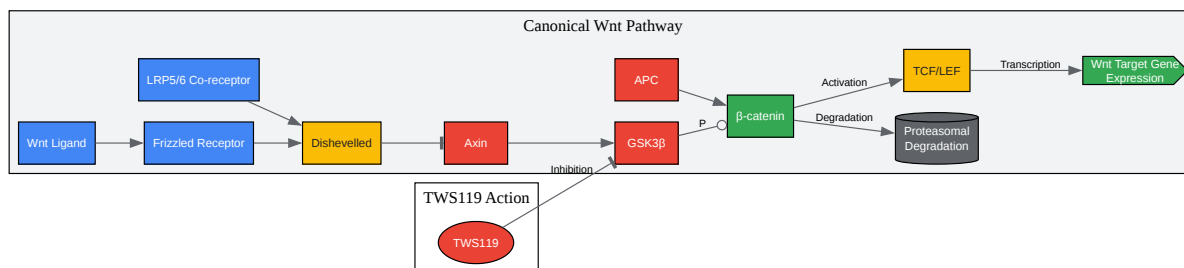 Canonical Wnt Pathway
LRP5/6 Co-receptor
APC
TCF/LEF
Transcription
Wnt Target Gene
Expression
Activation
Wnt Ligand
Frizzled Receptor
Dishevelled
Axin
GSK3β
P
β-catenin
Degradation
Proteasomal
Degradation
Inhibition
TWS119 Action
TWS119